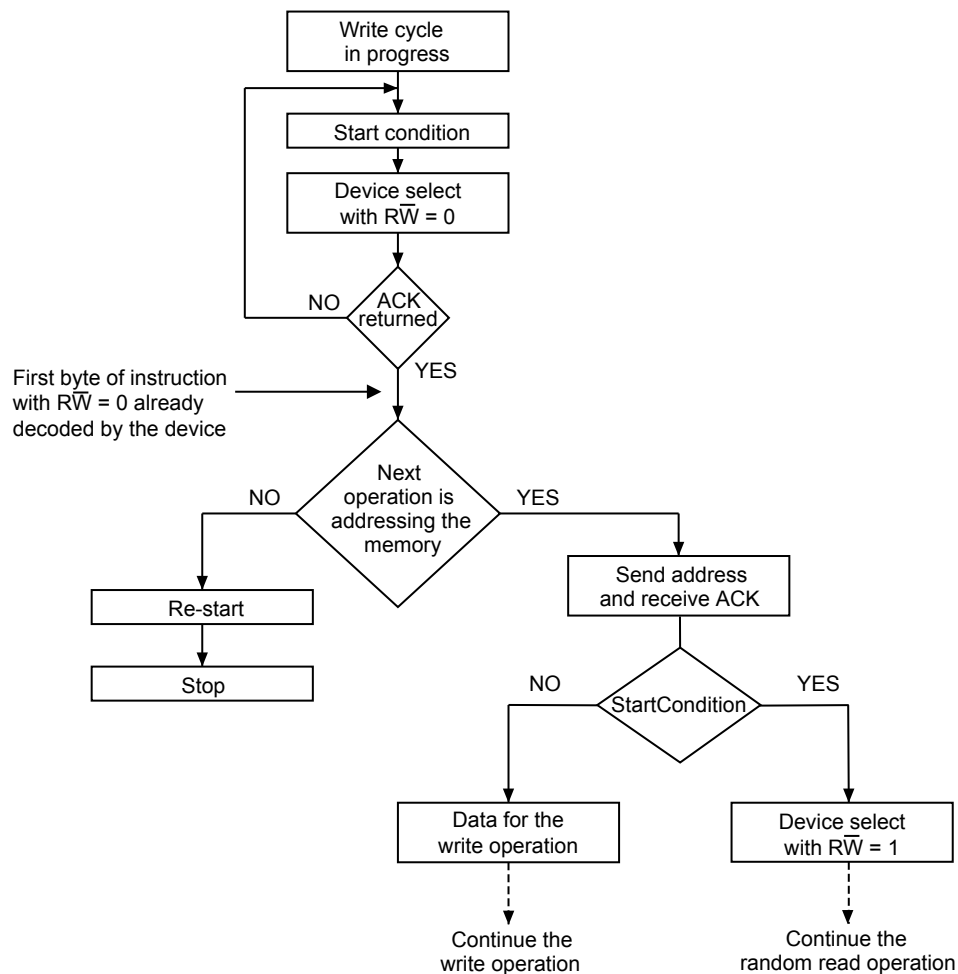 Write cycle
in progress
Start condition
Device select
with RW̅ = 0
NO
ACK
returned
YES
First byte of instruction
with RW̅ = 0 already
decoded by the device
NO
Next
operation is
addressing the
memory
YES
Re-start
Stop
Send address
and receive ACK
NO
StartCondition
YES
Data for the
write operation
Device select
with RW̅ = 1
Continue the
write operation
Continue the
random read operation